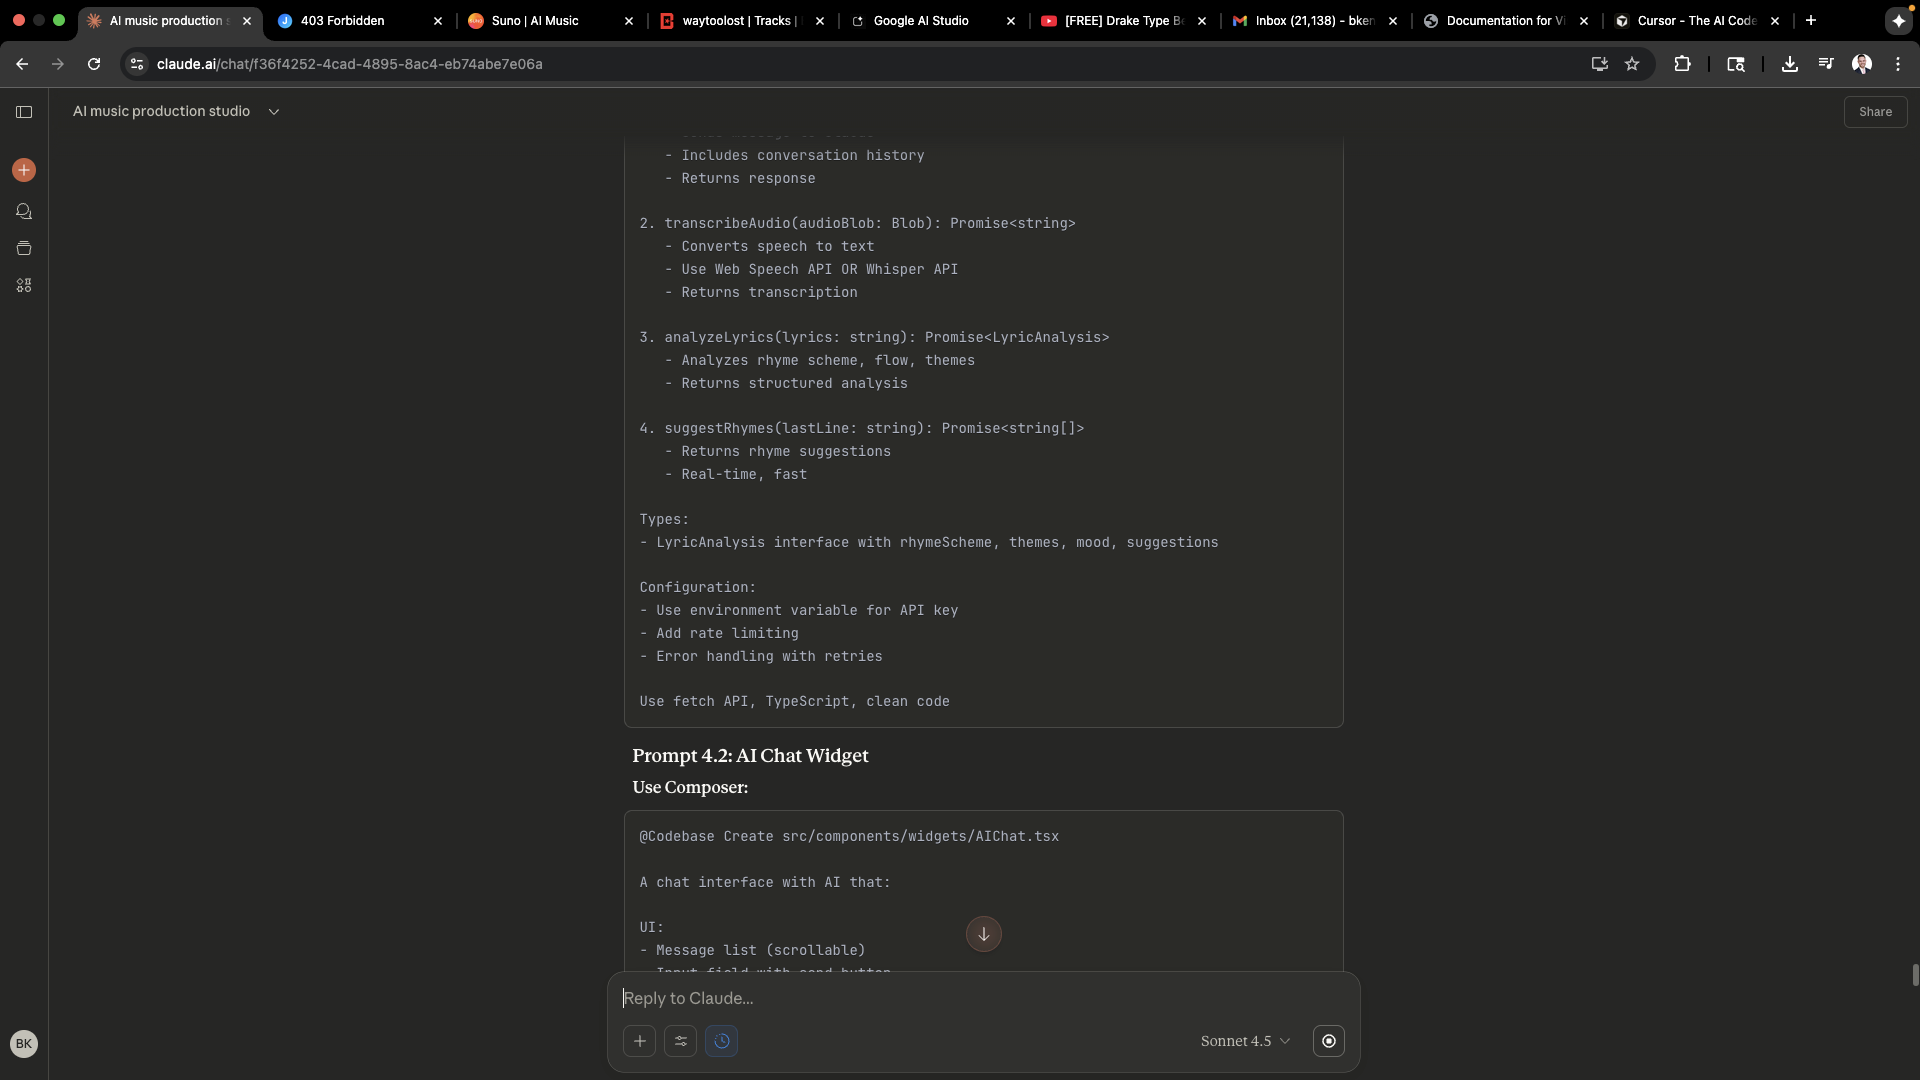 AI music production s
403 Forbidden
Suno | AI Music
waytoolost | Tracks |
Google AI Studio
[FREE] Drake Type Be
Inbox (21,138) - bken
Documentation for Vi
Cursor - The AI Code
claude.ai/chat/f36f4252-4cad-4895-8ac4-eb74abe7e06a
AI music production studio
Share
- Includes conversation history
- Returns response
2. transcribeAudio(audioBlob: Blob): Promise<string>
- Converts speech to text
- Use Web Speech API OR Whisper API
- Returns transcription
3. analyzeLyrics(lyrics: string): Promise<LyricAnalysis>
- Analyzes rhyme scheme, flow, themes
- Returns structured analysis
4. suggestRhymes(lastLine: string): Promise<string[]>
- Returns rhyme suggestions
- Real-time, fast
Types:
- LyricAnalysis interface with rhymeScheme, themes, mood, suggestions
Configuration:
- Use environment variable for API key
- Add rate limiting
- Error handling with retries
Use fetch API, TypeScript, clean code
Prompt 4.2: AI Chat Widget
Use Composer:
@Codebase Create src/components/widgets/AIChat.tsx
A chat interface with AI that:
UI:
- Message list (scrollable)
- Input field with send button
Reply to Claude...
Sonnet 4.5
BK